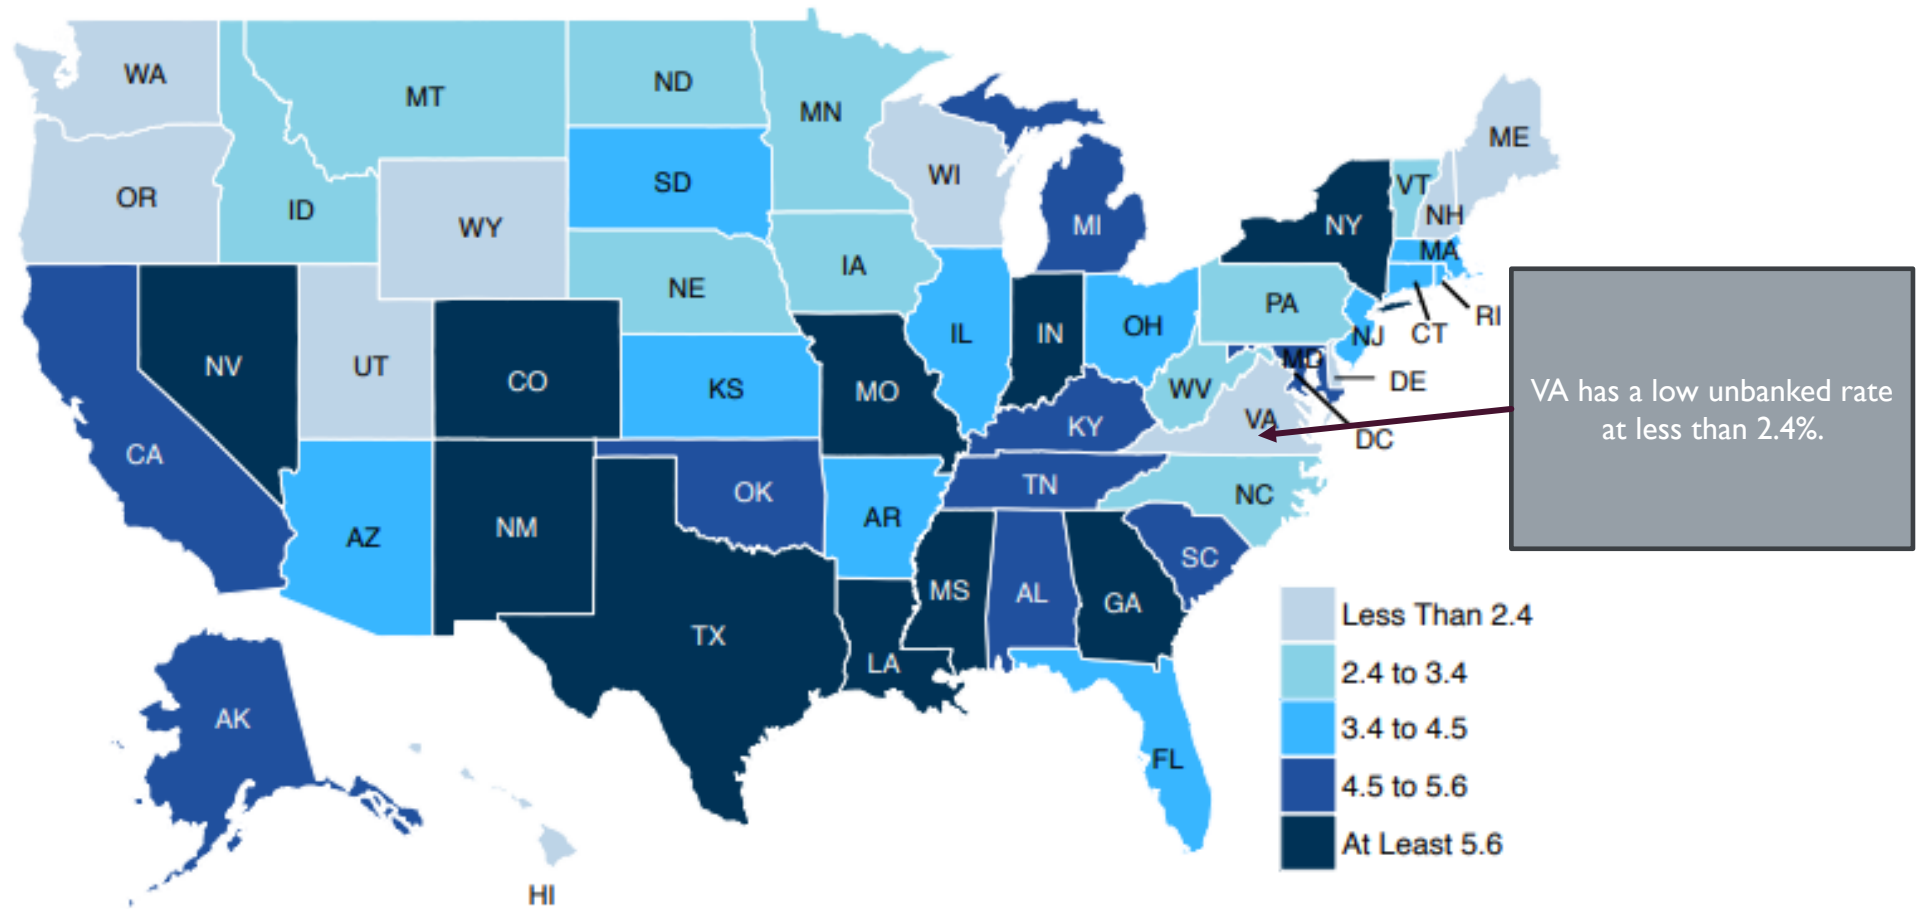 WA
MT
ND
MN
ME
OR
ID
WY
SD
WI
MI
NY
VT
NH
MA
NE
IA
PA
NJ
CT
RI
NV
UT
CO
KS
MO
IL
IN
OH
WV
MD
DE
VA
DC
KY
CA
AZ
NM
OK
AR
TN
NC
SC
MS
AL
GA
TX
LA
FL
AK
HI
VA has a low unbanked rate
at less than 2.4%.
Less Than 2.4
2.4 to 3.4
3.4 to 4.5
4.5 to 5.6
At Least 5.6